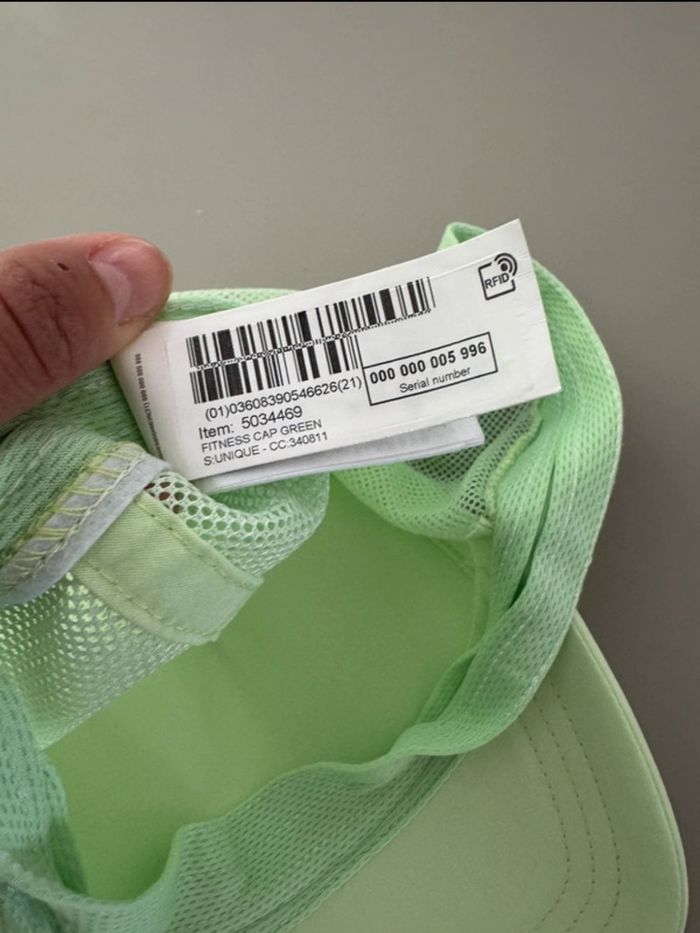 RFID
(01)03608390546626(21)
000 000 005 996
Serial number
Item: 5034469
FITNESS CAP GREEN
S:UNIQUE - CC:340811